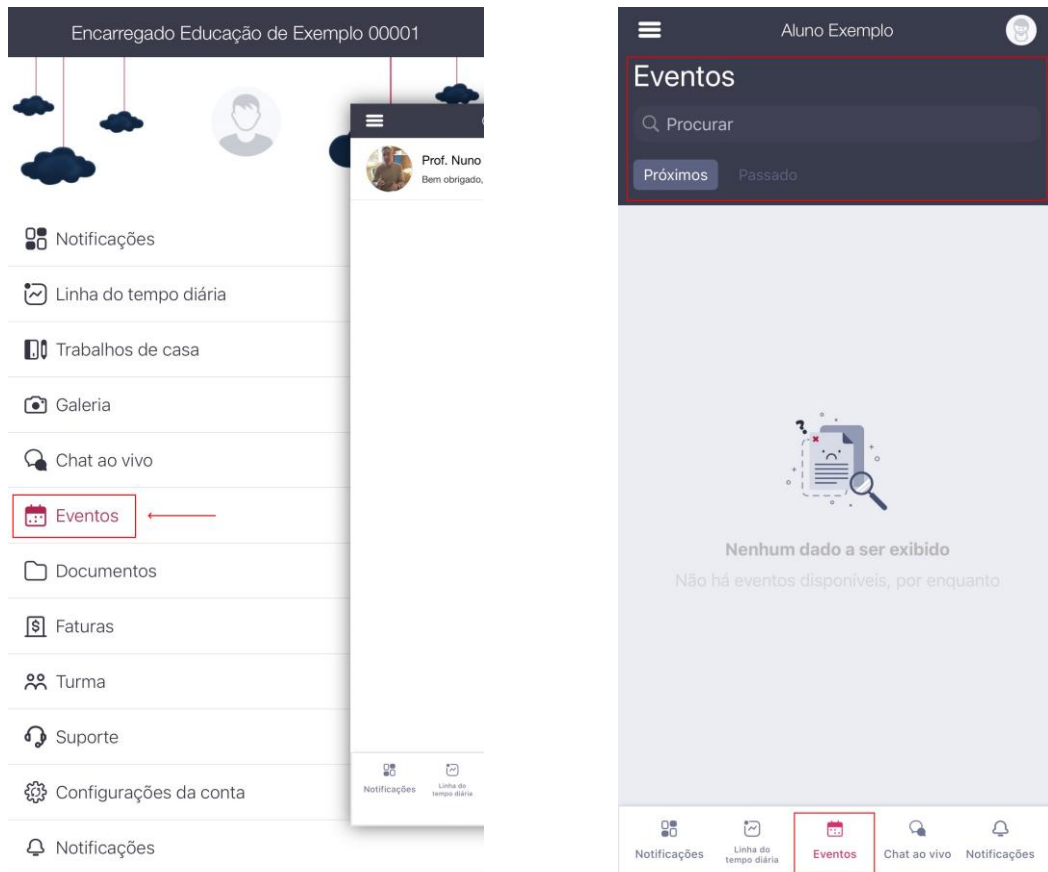 Encarregado Educação de Exemplo 00001
Prof. Nuno
Bem obrigado,
Notificações
Linha do tempo diária
Trabalhos de casa
Galeria
Chat ao vivo
Eventos
Documentos
Faturas
Turma
Suporte
Configurações da conta
Notificações
Notificações
Linha do
tempo diária
Aluno Exemplo
Eventos
Procurar
Próximos Passado
Nenhum dado a ser exibido
Não há eventos disponíveis, por enquanto
Notificações
Linha do
tempo diária
Eventos
Chat ao vivo
Notificações